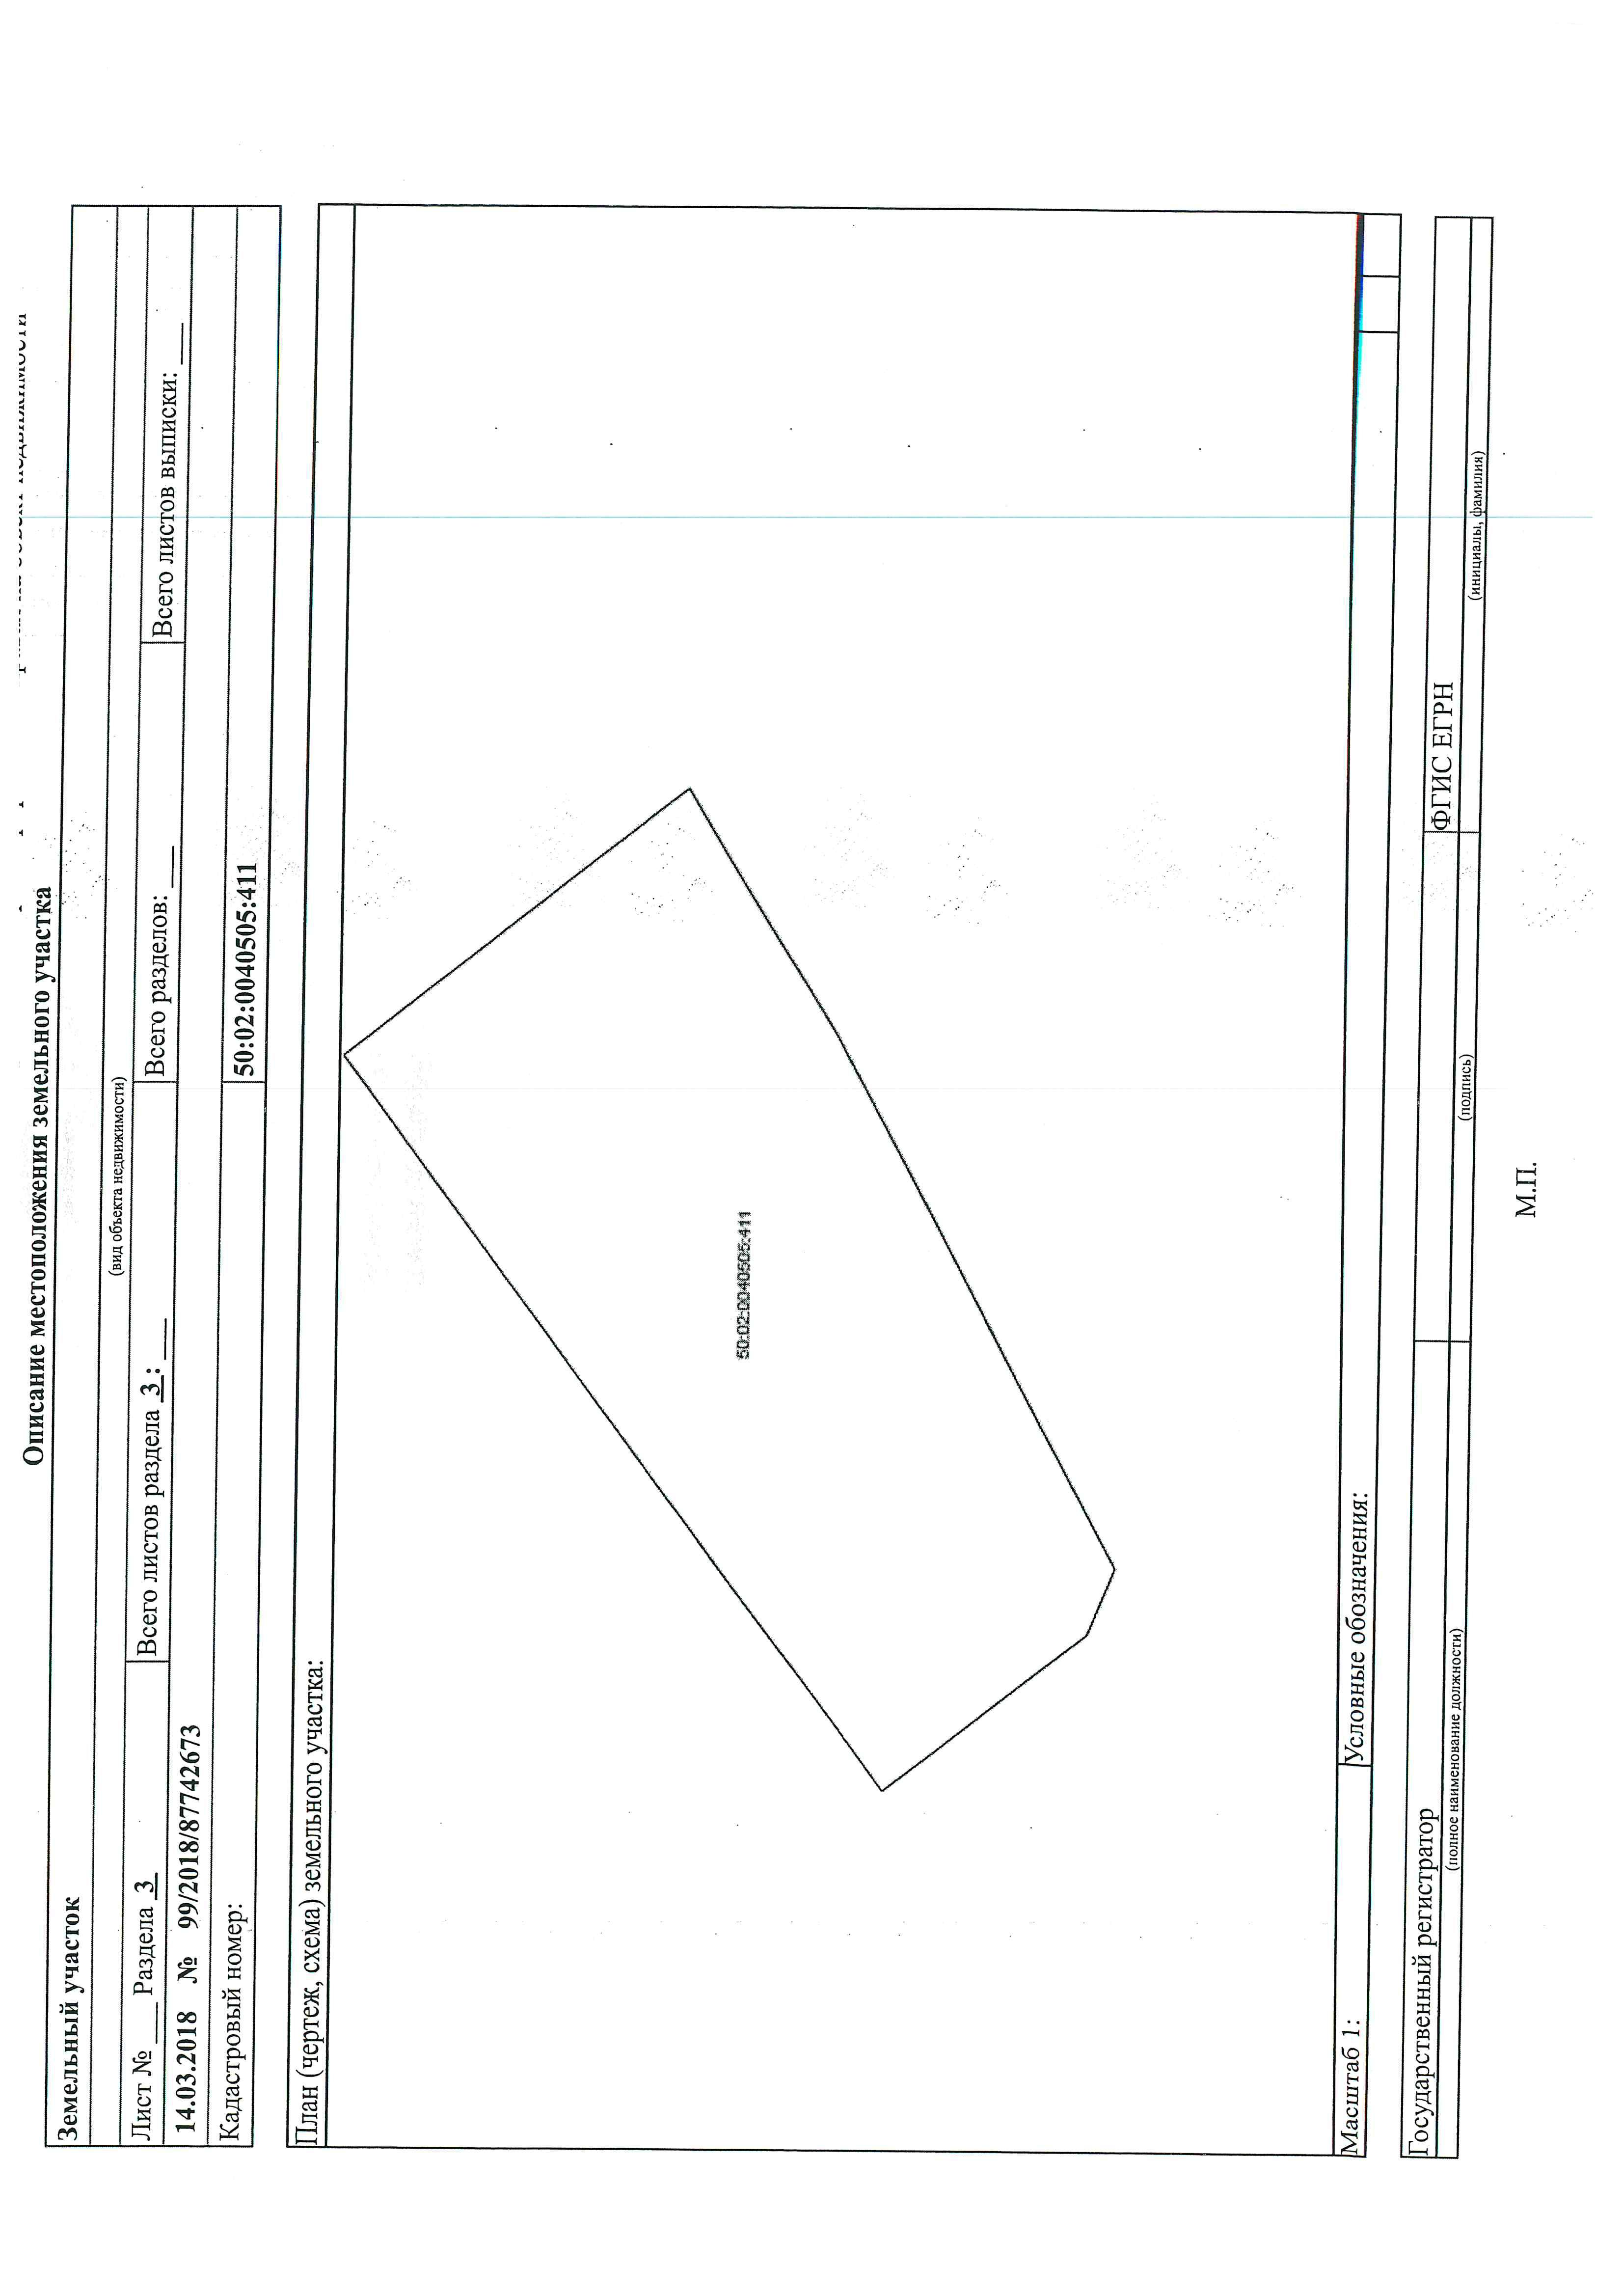 Описание местоположения земельного участка
Земельный участок
(вид объекта недвижимости)
Лист № ___ Раздела 3 Всего листов раздела 3 : ___ Всего разделов: ___ Всего листов выписки: ___
14.03.2018 № 99/2018/87742673
Кадастровый номер: 50:02:0040505:411
План (чертеж, схема) земельного участка:
50:02:0040505:411
Масштаб 1: Условные обозначения:
Государственный регистратор ФГИС ЕГРН
(полное наименование должности) (подпись) (инициалы, фамилия)
М.П.